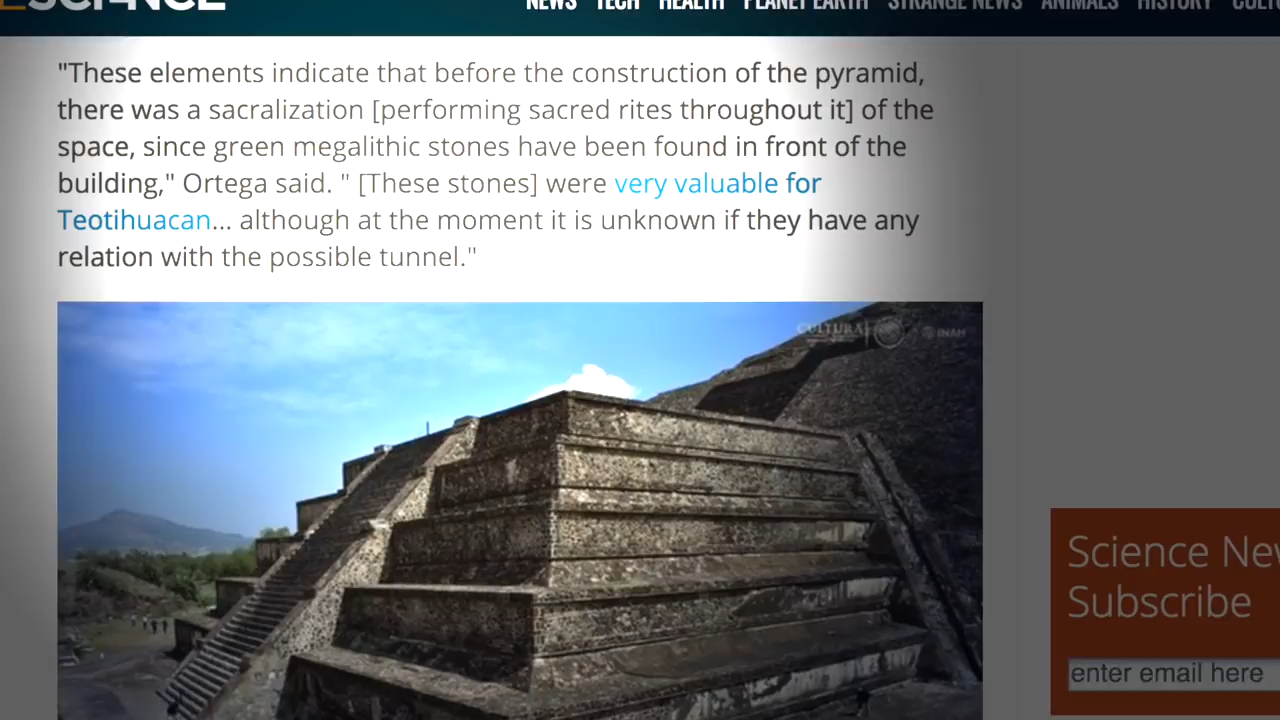 NEWS TECH HEALTH PLANET EARTH STRANGE NEWS ANIMALS HISTORY
"These elements indicate that before the construction of the pyramid,
there was a sacralization [performing sacred rites throughout it] of the
space, since green megalithic stones have been found in front of the
building," Ortega said. " [These stones] were very valuable for
Teotihuacan... although at the moment it is unknown if they have any
relation with the possible tunnel."
CULTURA INAH
Science
Subscribe
enter email here